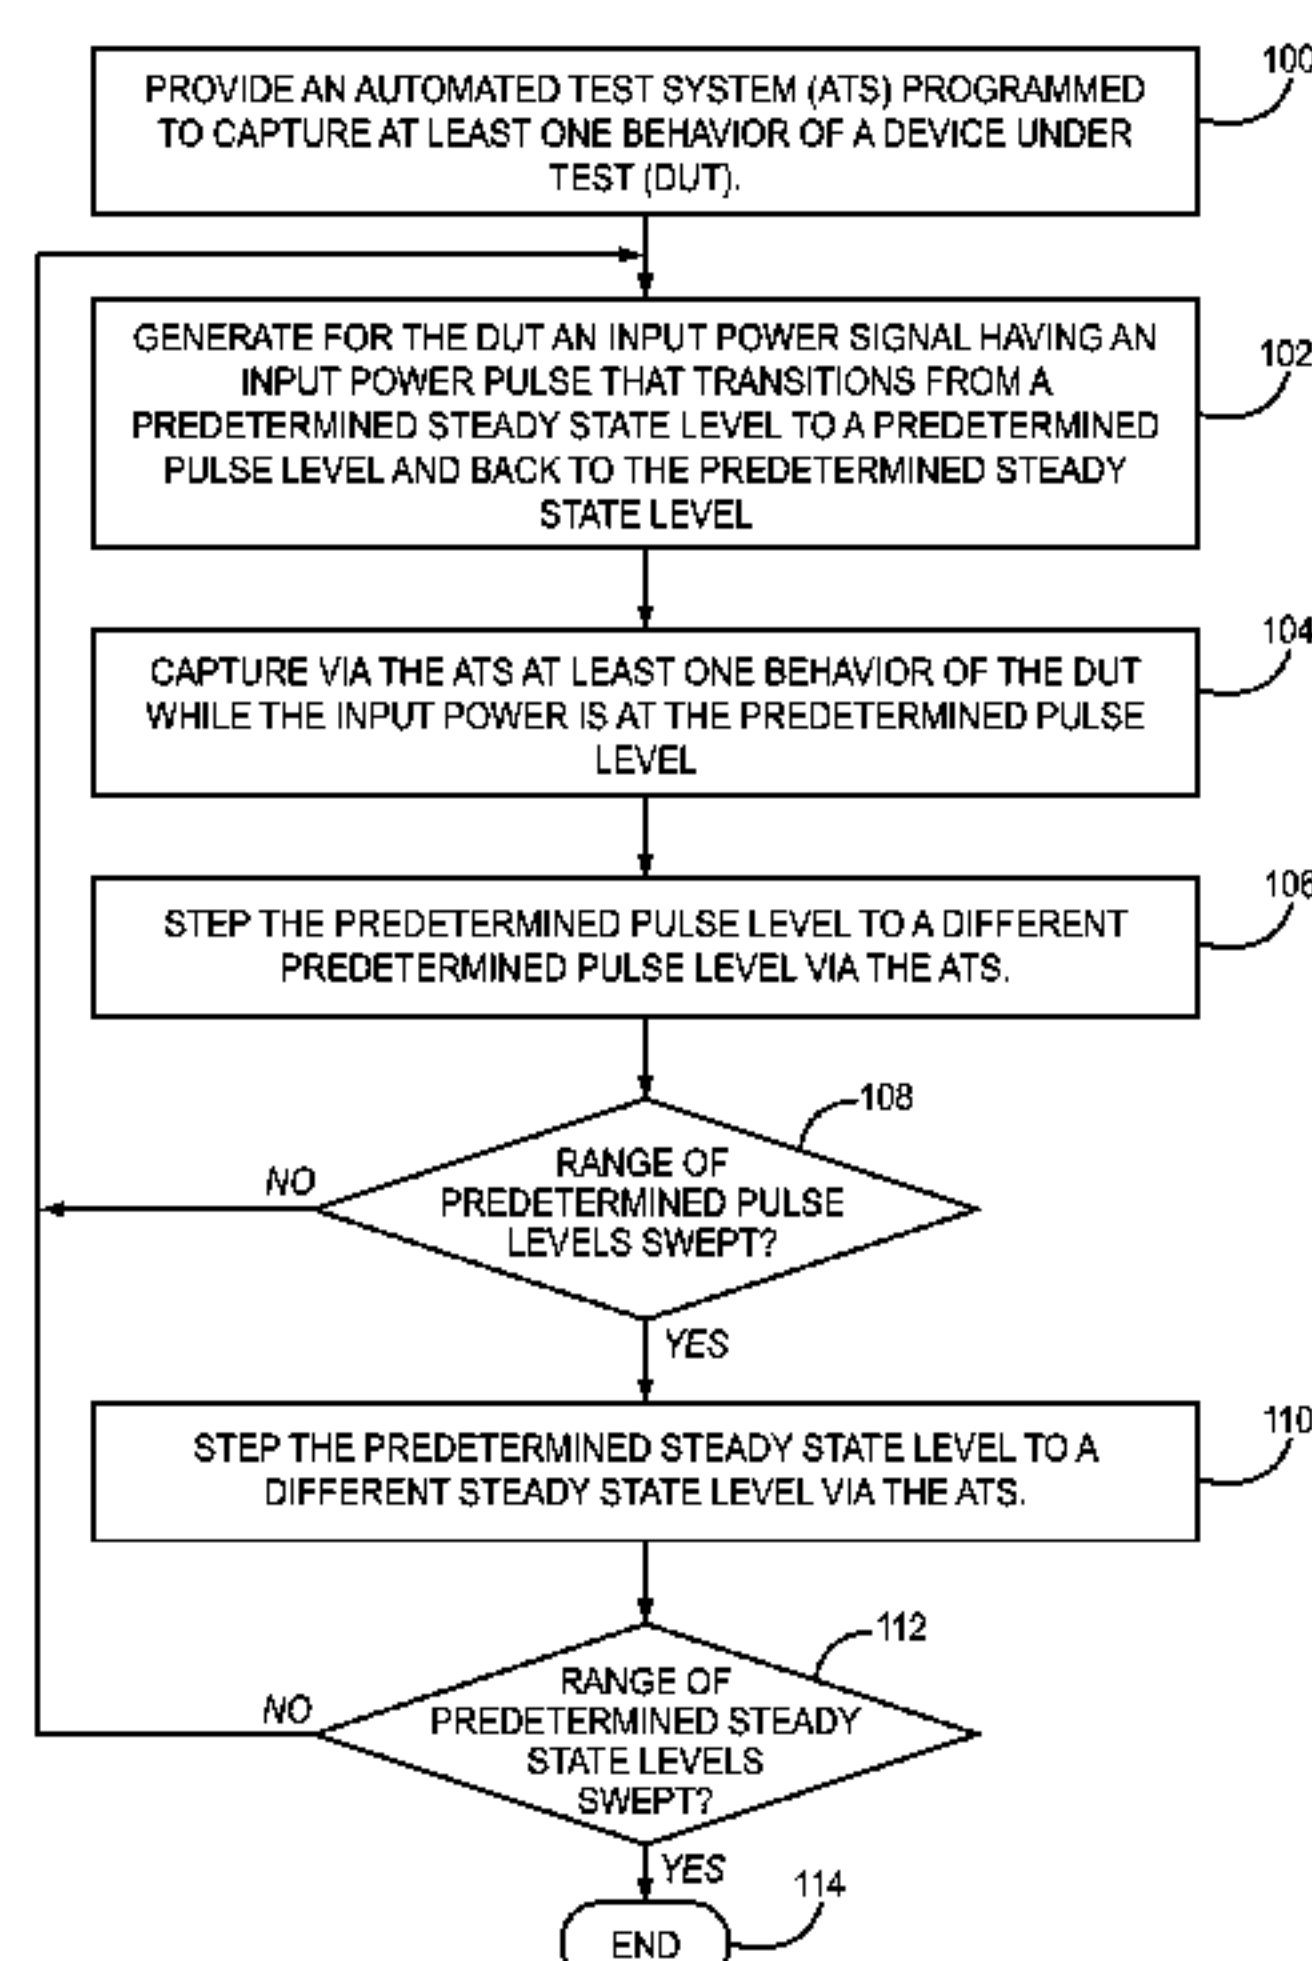 100
PROVIDE AN AUTOMATED TEST SYSTEM (ATS) PROGRAMMED
TO CAPTURE AT LEAST ONE BEHAVIOR OF A DEVICE UNDER
TEST (DUT).
102
GENERATE FOR THE DUT AN INPUT POWER SIGNAL HAVING AN
INPUT POWER PULSE THAT TRANSITIONS FROM A
PREDETERMINED STEADY STATE LEVEL TO A PREDETERMINED
PULSE LEVEL AND BACK TO THE PREDETERMINED STEADY
STATE LEVEL
104
CAPTURE VIA THE ATS AT LEAST ONE BEHAVIOR OF THE DUT
WHILE THE INPUT POWER IS AT THE PREDETERMINED PULSE
LEVEL
106
STEP THE PREDETERMINED PULSE LEVEL TO A DIFFERENT
PREDETERMINED PULSE LEVEL VIA THE ATS.
108
RANGE OF
PREDETERMINED PULSE
LEVELS SWEPT?
NO
YES
110
STEP THE PREDETERMINED STEADY STATE LEVEL TO A
DIFFERENT STEADY STATE LEVEL VIA THE ATS.
112
RANGE OF
PREDETERMINED STEADY
STATE LEVELS
SWEPT?
NO
YES
114
END